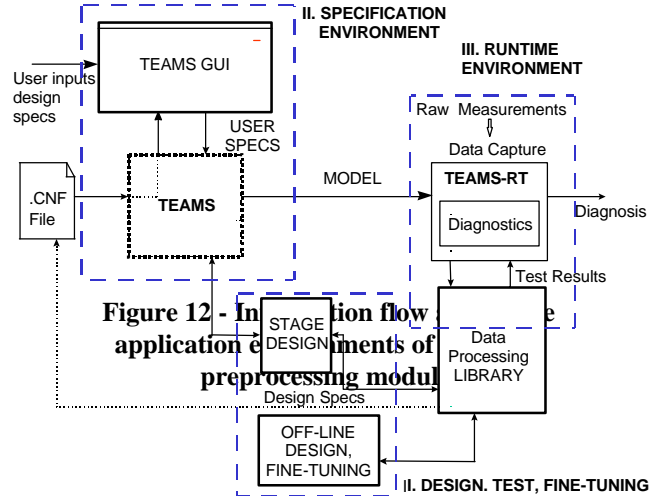 II. SPECIFICATION
ENVIRONMENT
III. RUNTIME
ENVIRONMENT
TEAMS GUI
User inputs
design
specs
Raw Measurements
Data Capture
USER
SPECS
TEAMS
.CNF
File
MODEL
TEAMS-RT
Diagnostics
Diagnosis
Test Results
Figure 12 - In tion flow a e
application e ments of
preprocessing modul
STAGE
DESIGN
Data
Processing
LIBRARY
Design Specs
OFF-LINE
DESIGN,
FINE-TUNING
I. DESIGN. TEST, FINE-TUNING